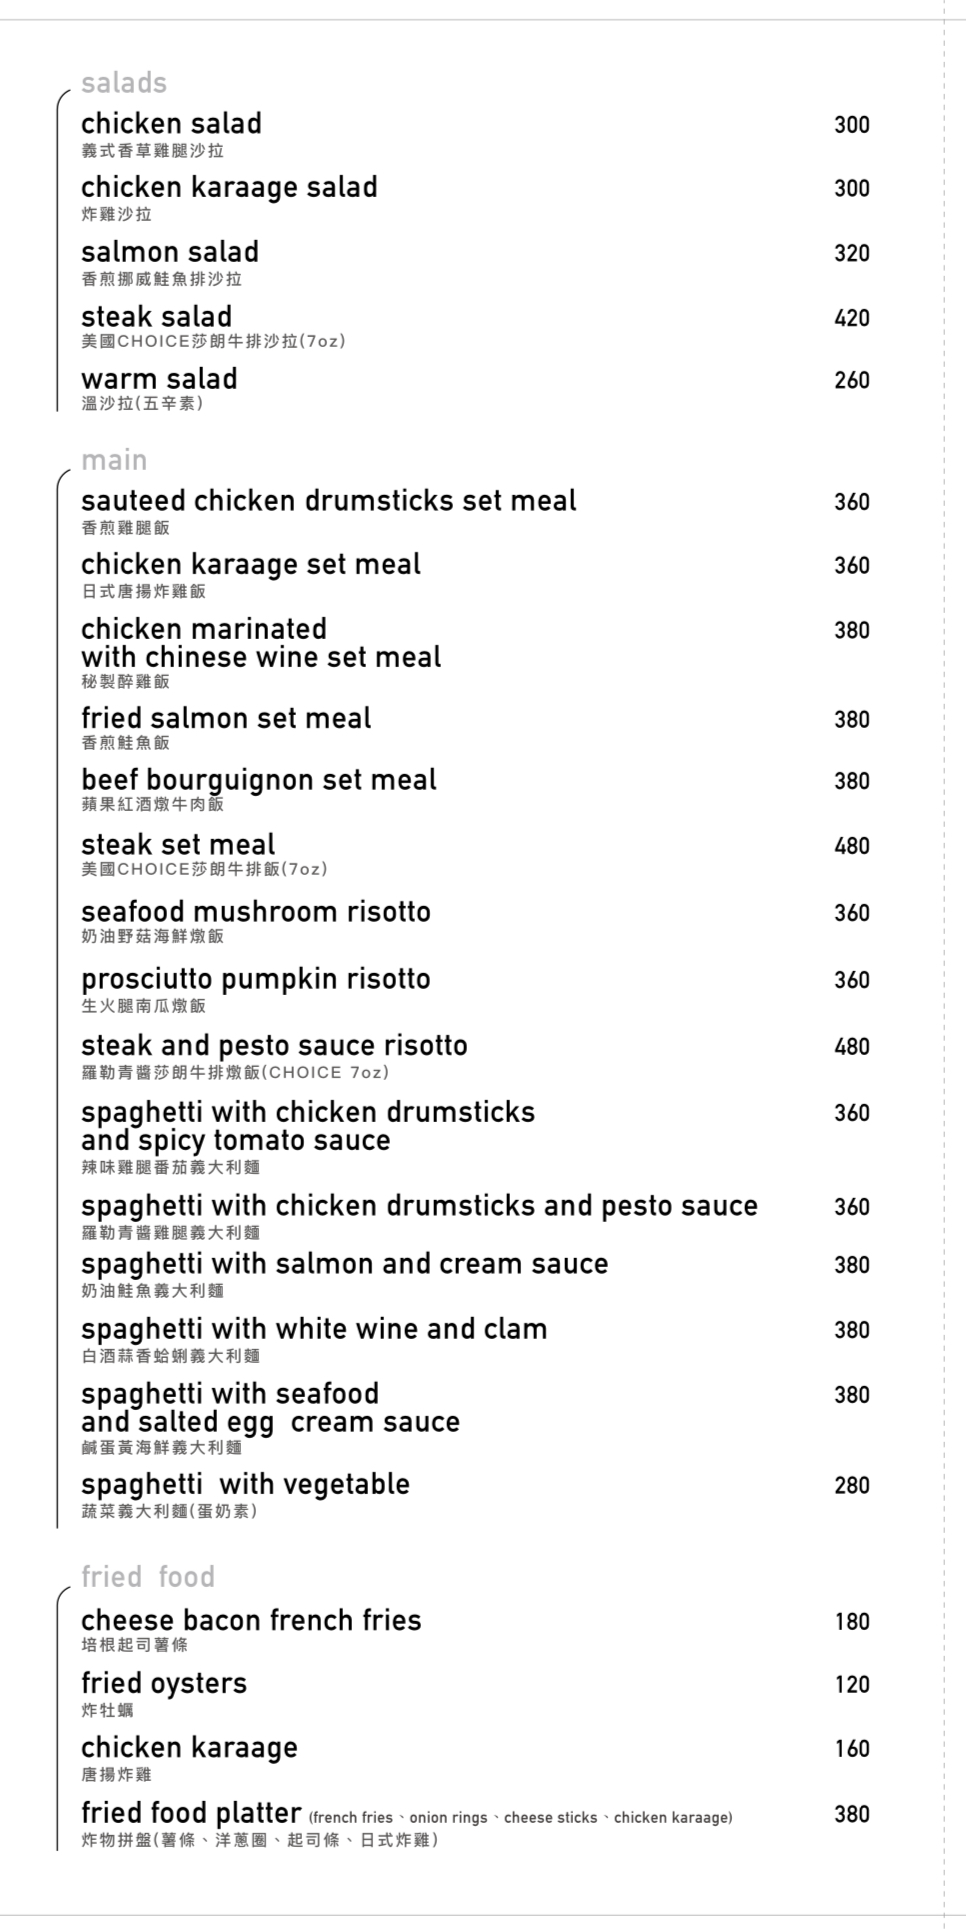 salads
chicken salad 300
義式香草雞腿沙拉
chicken karaage salad 300
炸雞沙拉
salmon salad 320
香煎挪威鮭魚排沙拉
steak salad 420
美國CHOICE莎朗牛排沙拉(7oz)
warm salad 260
溫沙拉(五辛素)
main
sauteed chicken drumsticks set meal 360
香煎雞腿飯
chicken karaage set meal 360
日式唐揚炸雞飯
chicken marinated 380
with chinese wine set meal
秘製醉雞飯
fried salmon set meal 380
香煎鮭魚飯
beef bourguignon set meal 380
蘋果紅酒燉牛肉飯
steak set meal 480
美國CHOICE莎朗牛排飯(7oz)
seafood mushroom risotto 360
奶油野菇海鮮燉飯
prosciutto pumpkin risotto 360
生火腿南瓜燉飯
steak and pesto sauce risotto 480
羅勒青醬莎朗牛排燉飯(CHOICE 7oz)
spaghetti with chicken drumsticks 360
and spicy tomato sauce
辣味雞腿番茄義大利麵
spaghetti with chicken drumsticks and pesto sauce 360
羅勒青醬雞腿義大利麵
spaghetti with salmon and cream sauce 380
奶油鮭魚義大利麵
spaghetti with white wine and clam 380
白酒蒜香蛤蜊義大利麵
spaghetti with seafood 380
and salted egg  cream sauce
鹹蛋黃海鮮義大利麵
spaghetti  with vegetable 280
蔬菜義大利麵(蛋奶素)
fried  food
cheese bacon french fries 180
培根起司薯條
fried oysters 120
炸牡蠣
chicken karaage 160
唐揚炸雞
fried food platter (french fries、onion rings、cheese sticks、chicken karaage) 380
炸物拼盤(薯條、洋蔥圈、起司條、日式炸雞)